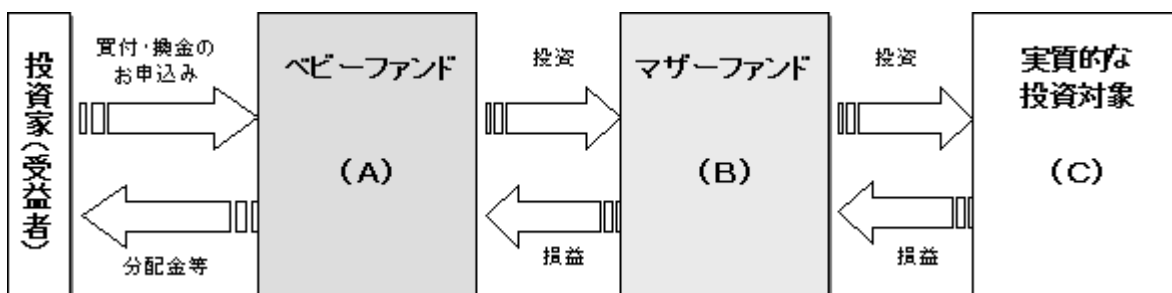 投資家(受益者)
買付・換金の
お申込み
分配金等
ベビーファンド
(A)
投資
損益
マザーファンド
(B)
投資
損益
実質的な
投資対象
(C)